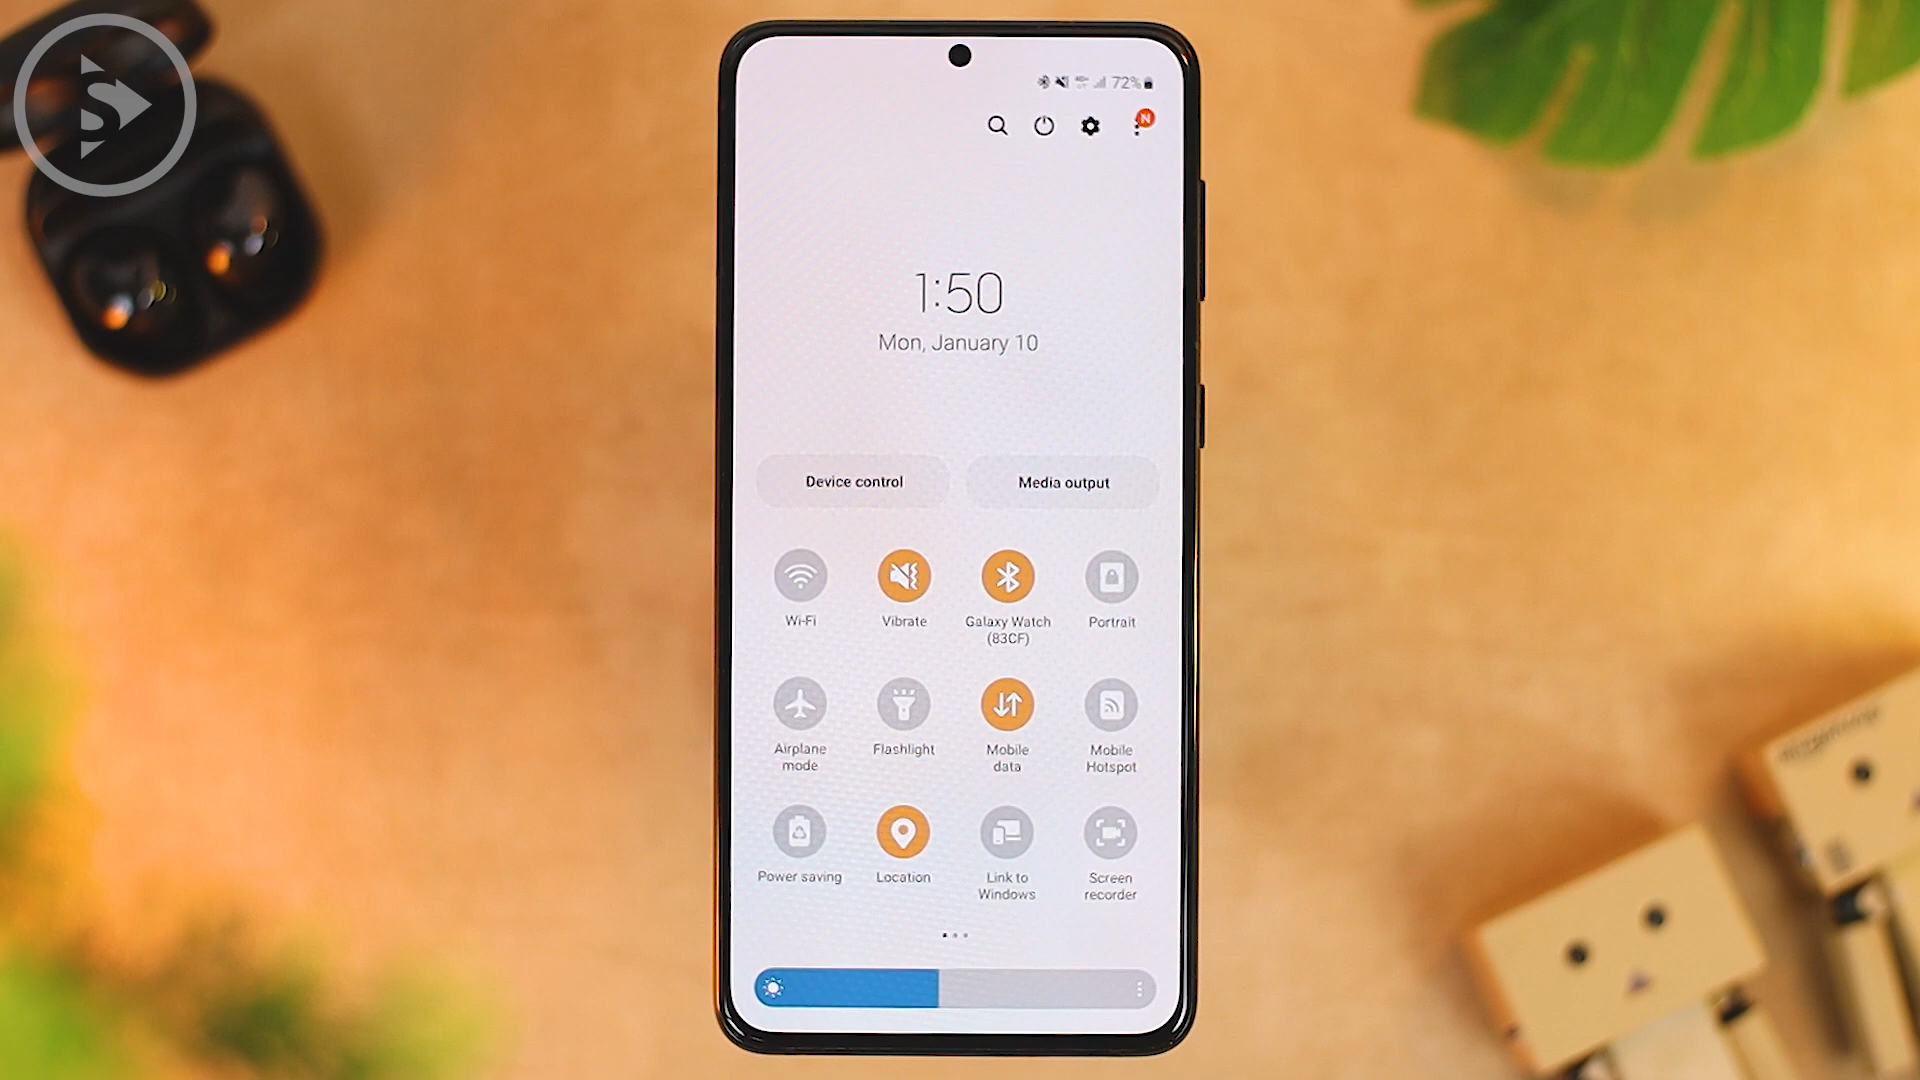 72%
N
1:50
Mon, January 10
Device control
Media output
Wi-Fi
Vibrate
Galaxy Watch
(83CF)
Portrait
Airplane
mode
Flashlight
Mobile
data
Mobile
Hotspot
Power saving
Location
Link to
Windows
Screen
recorder
S